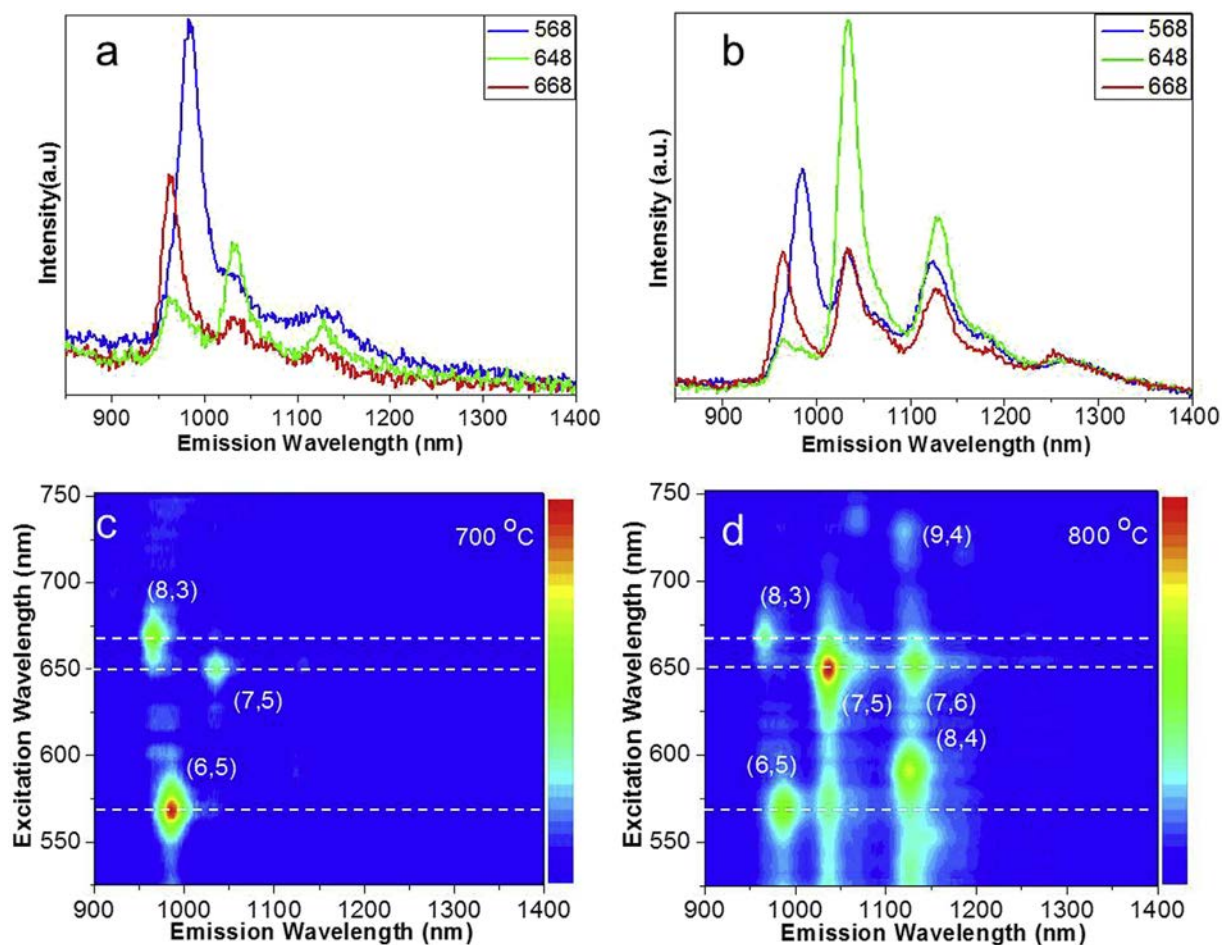 a
568
648
668
Intensity(a.u)
900 1000 1100 1200 1300 1400
Emission Wavelength (nm)
b
568
648
668
Intensity (a.u.)
900 1000 1100 1200 1300 1400
Emission Wavelength (nm)
c
700 °C
750
700
650
600
550
Excitation Wavelength (nm)
(8,3)
(7,5)
(6,5)
900 1000 1100 1200 1300 1400
Emission Wavelength (nm)
d
800 °C
750
700
650
600
550
Excitation Wavelength (nm)
(9,4)
(8,3)
(7,5)
(7,6)
(8,4)
(6,5)
900 1000 1100 1200 1300 1400
Emission Wavelength (nm)